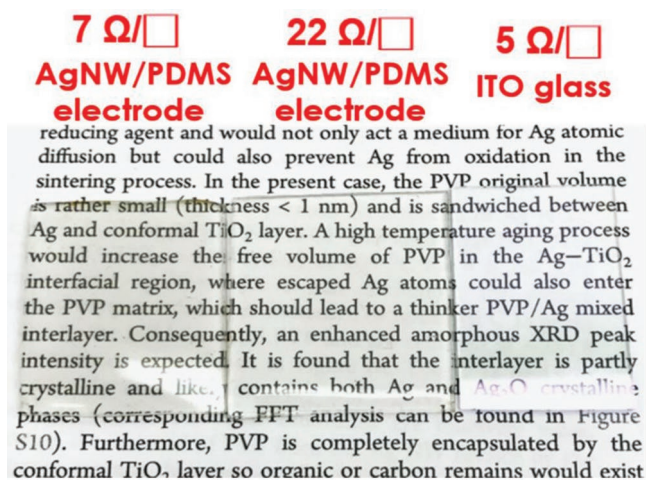 7 Ω/□ 22 Ω/□ 5 Ω/□
AgNW/PDMS AgNW/PDMS ITO glass
electrode electrode
reducing agent and would not only act a medium for Ag atomic
diffusion but could also prevent Ag from oxidation in the
sintering process. In the present case, the PVP original volume
is rather small (thickness < 1 nm) and is sandwiched between
Ag and conformal TiO₂ layer. A high temperature aging process
would increase the free volume of PVP in the Ag–TiO₂
interfacial region, where escaped Ag atoms could also enter
the PVP matrix, which should lead to a thinker PVP/Ag mixed
interlayer. Consequently, an enhanced amorphous XRD peak
intensity is expected. It is found that the interlayer is partly
crystalline and contains both Ag and Ag₂O crystalline
phases (corresponding FFT analysis can be found in Figure
S10). Furthermore, PVP is completely encapsulated by the
conformal TiO₂ layer so organic or carbon remains would exist